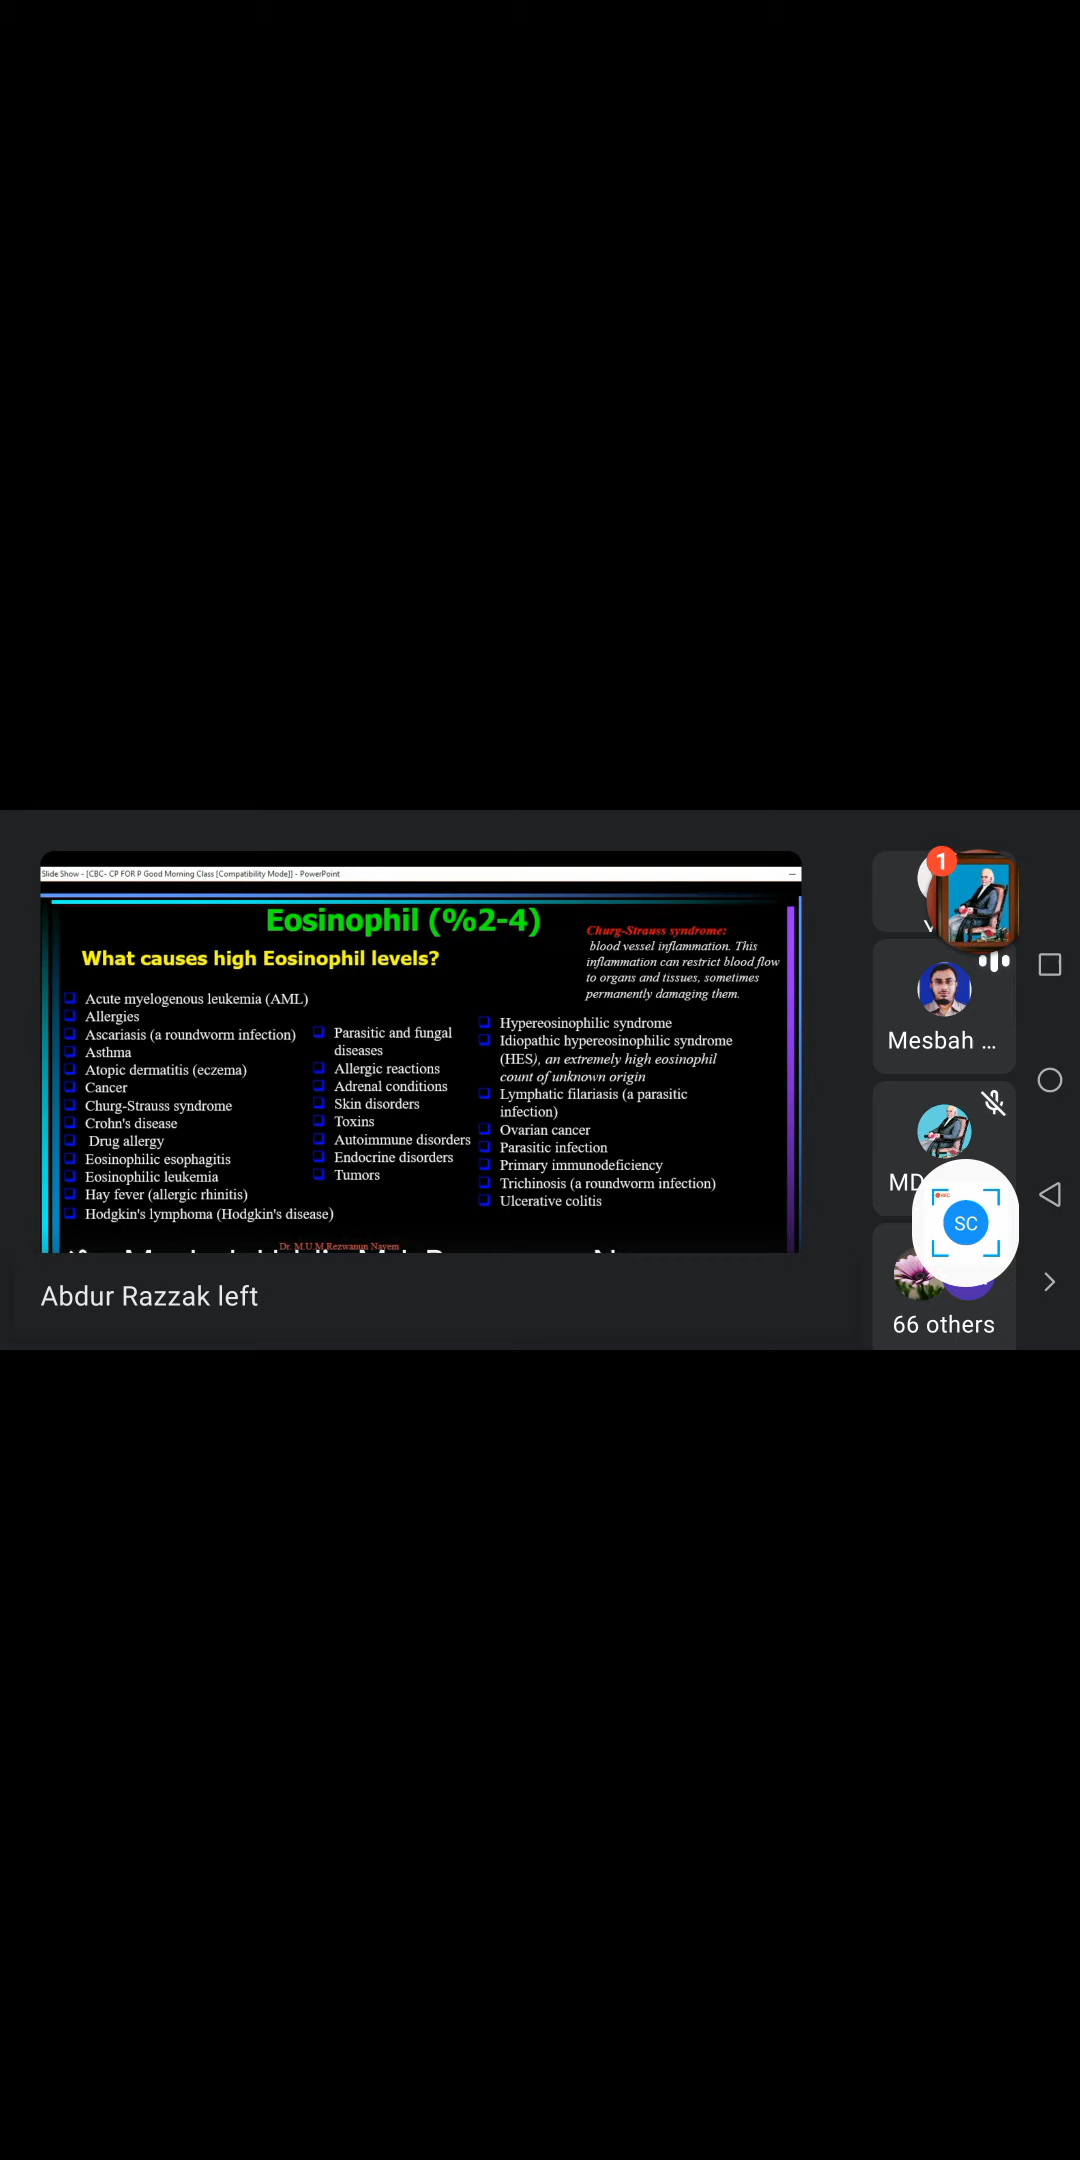 Slide Show - [CBC- CP FOR P Good Morning Class [Compatibility Mode]] - PowerPoint
Eosinophil (%2-4)
What causes high Eosinophil levels?
Churg-Strauss syndrome:
blood vessel inflammation. This
inflammation can restrict blood flow
to organs and tissues, sometimes
permanently damaging them.
Acute myelogenous leukemia (AML)
Allergies
Ascariasis (a roundworm infection)
Asthma
Atopic dermatitis (eczema)
Cancer
Churg-Strauss syndrome
Crohn's disease
Drug allergy
Eosinophilic esophagitis
Eosinophilic leukemia
Hay fever (allergic rhinitis)
Hodgkin's lymphoma (Hodgkin's disease)
Parasitic and fungal
diseases
Allergic reactions
Adrenal conditions
Skin disorders
Toxins
Autoimmune disorders
Endocrine disorders
Tumors
Hypereosinophilic syndrome
Idiopathic hypereosinophilic syndrome
(HES), an extremely high eosinophil
count of unknown origin
Lymphatic filariasis (a parasitic
infection)
Ovarian cancer
Parasitic infection
Primary immunodeficiency
Trichinosis (a roundworm infection)
Ulcerative colitis
Dr. M.U.M Rezwanun Nayem
Abdur Razzak left
1
Mesbah ...
MD
REC
SC
66 others